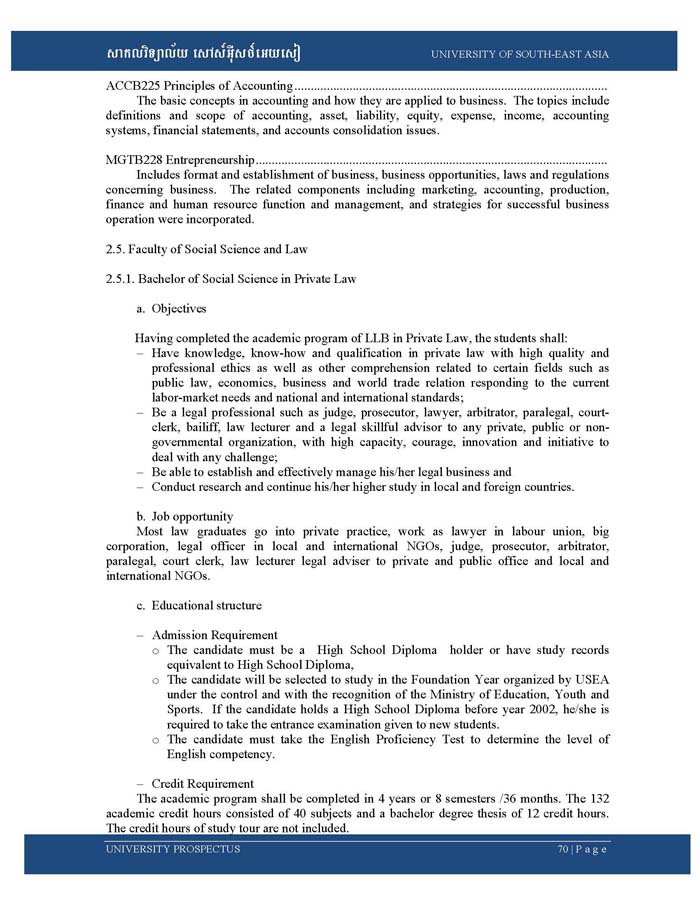 សាកលវិទ្យាល័យ សៅស៍អ៊ីសថ៍អេយសៀ
UNIVERSITY OF SOUTH-EAST ASIA
ACCB225 Principles of Accounting.................................................................................................
The basic concepts in accounting and how they are applied to business. The topics include
definitions and scope of accounting, asset, liability, equity, expense, income, accounting
systems, financial statements, and accounts consolidation issues.
MGTB228 Entrepreneurship.............................................................................................................
Includes format and establishment of business, business opportunities, laws and regulations
concerning business. The related components including marketing, accounting, production,
finance and human resource function and management, and strategies for successful business
operation were incorporated.
2.5. Faculty of Social Science and Law
2.5.1. Bachelor of Social Science in Private Law
a. Objectives
Having completed the academic program of LLB in Private Law, the students shall:
– Have knowledge, know-how and qualification in private law with high quality and
professional ethics as well as other comprehension related to certain fields such as
public law, economics, business and world trade relation responding to the current
labor-market needs and national and international standards;
– Be a legal professional such as judge, prosecutor, lawyer, arbitrator, paralegal, court-
clerk, bailiff, law lecturer and a legal skillful advisor to any private, public or non-
governmental organization, with high capacity, courage, innovation and initiative to
deal with any challenge;
– Be able to establish and effectively manage his/her legal business and
– Conduct research and continue his/her higher study in local and foreign countries.
b. Job opportunity
Most law graduates go into private practice, work as lawyer in labour union, big
corporation, legal officer in local and international NGOs, judge, prosecutor, arbitrator,
paralegal, court clerk, law lecturer legal adviser to private and public office and local and
international NGOs.
c. Educational structure
– Admission Requirement
o The candidate must be a High School Diploma holder or have study records
equivalent to High School Diploma,
o The candidate will be selected to study in the Foundation Year organized by USEA
under the control and with the recognition of the Ministry of Education, Youth and
Sports. If the candidate holds a High School Diploma before year 2002, he/she is
required to take the entrance examination given to new students.
o The candidate must take the English Proficiency Test to determine the level of
English competency.
– Credit Requirement
The academic program shall be completed in 4 years or 8 semesters /36 months. The 132
academic credit hours consisted of 40 subjects and a bachelor degree thesis of 12 credit hours.
The credit hours of study tour are not included.
UNIVERSITY PROSPECTUS
70 | P a g e